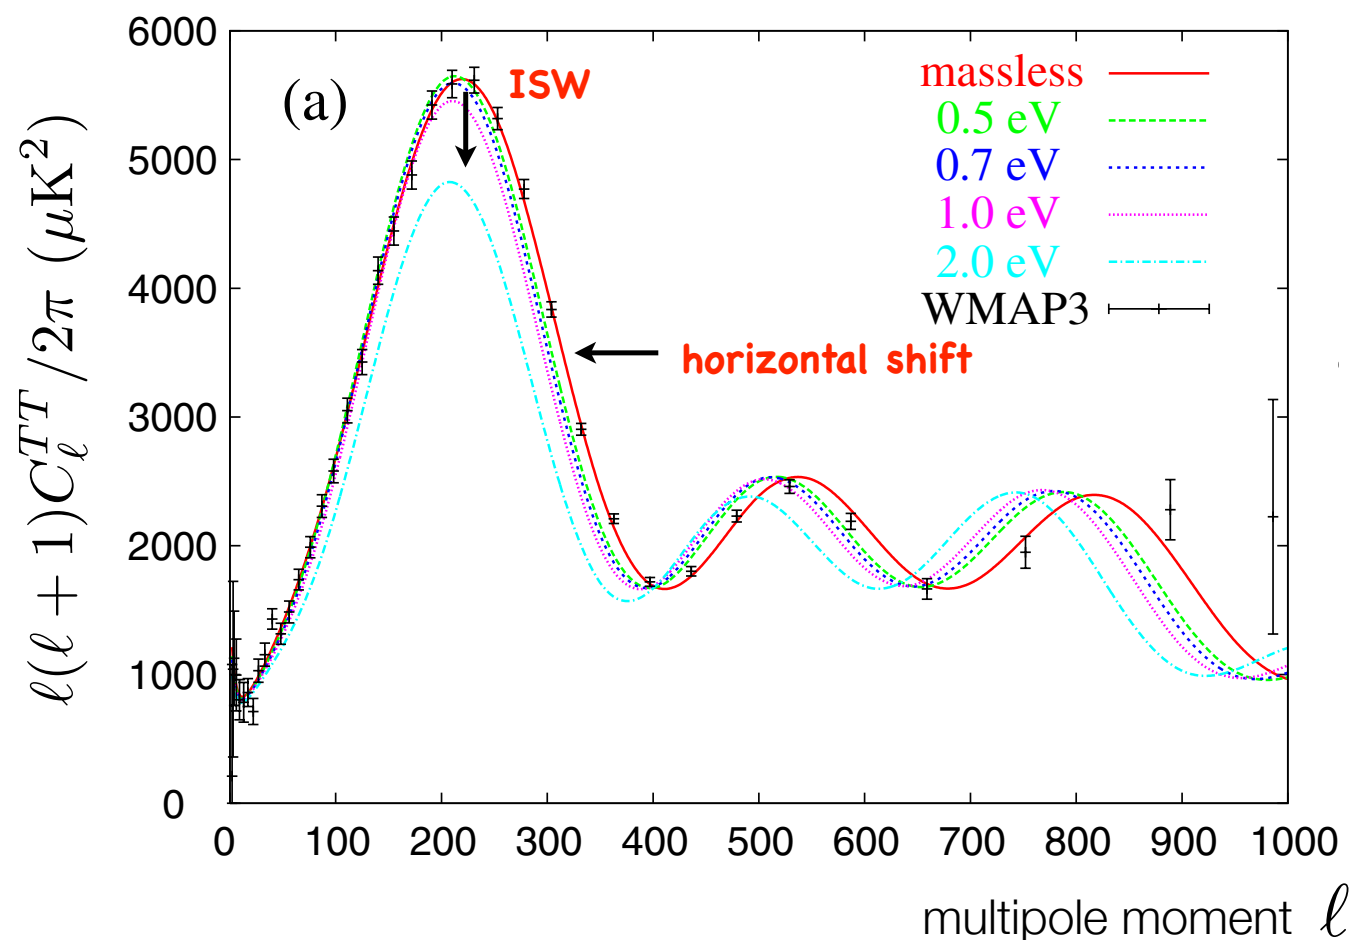 6000
5000
4000
3000
2000
1000
0
ℓ(ℓ + 1)C_ℓ^{TT}/2π (μK²)
(a)
ISW
horizontal shift
massless
0.5 eV
0.7 eV
1.0 eV
2.0 eV
WMAP3
0 100 200 300 400 500 600 700 800 900 1000
multipole moment ℓ